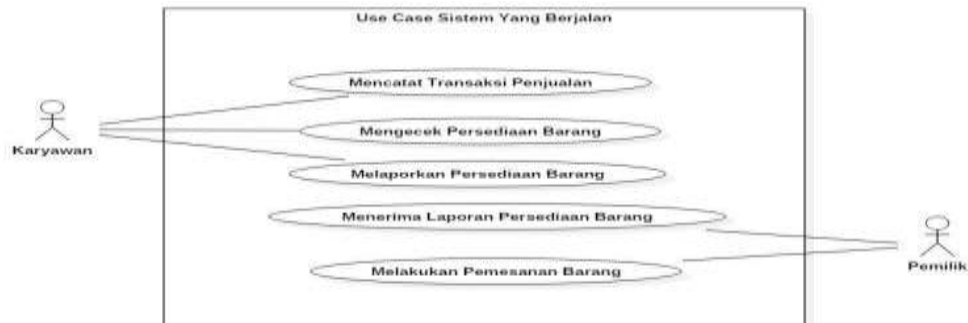 Use Case Sistem Yang Berjalan
Mencatat Transaksi Penjualan
Mengecek Persediaan Barang
Karyawan
Melaporkan Persediaan Barang
Menerima Laporan Persediaan Barang
Melakukan Pemesanan Barang
Pemilik